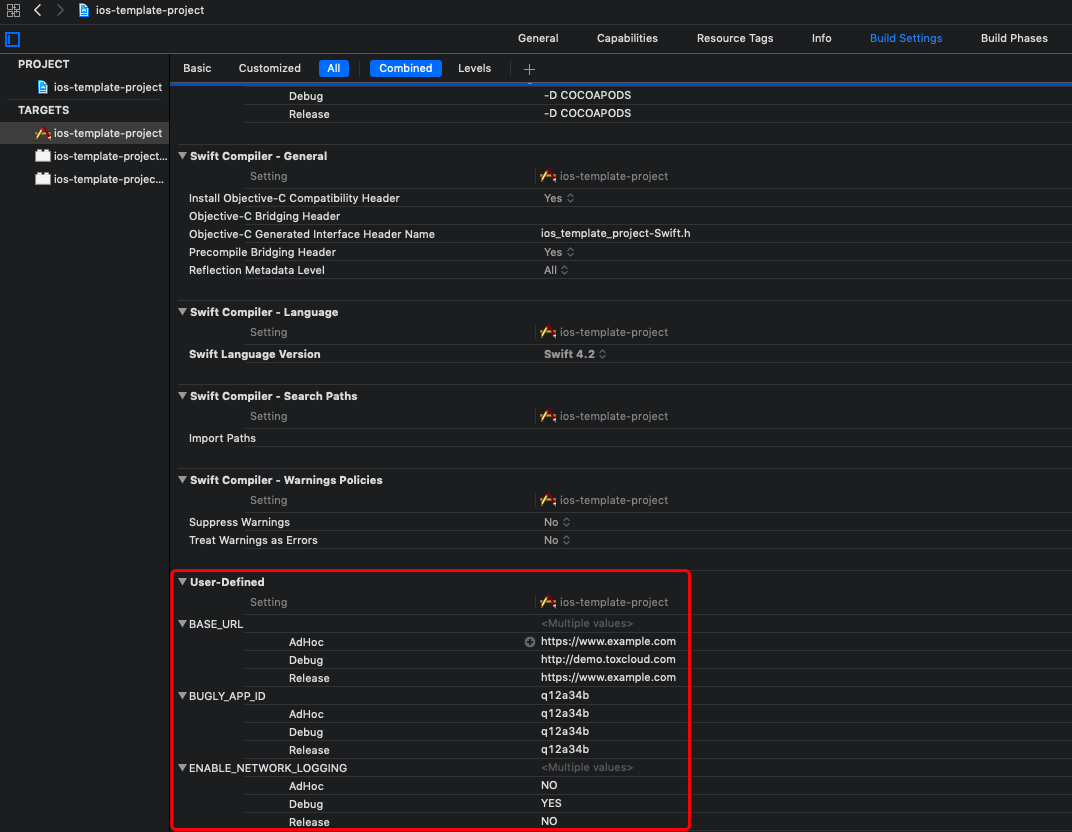 ios-template-project
General Capabilities Resource Tags Info Build Settings Build Phases
PROJECT
ios-template-project
TARGETS
ios-template-project
ios-template-project...
ios-template-projec...
Basic Customized All Combined Levels
Debug -D COCOAPODS
Release -D COCOAPODS
Swift Compiler - General
Setting ios-template-project
Install Objective-C Compatibility Header Yes
Objective-C Bridging Header
Objective-C Generated Interface Header Name ios_template_project-Swift.h
Precompile Bridging Header Yes
Reflection Metadata Level All
Swift Compiler - Language
Setting ios-template-project
Swift Language Version Swift 4.2
Swift Compiler - Search Paths
Setting ios-template-project
Import Paths
Swift Compiler - Warnings Policies
Setting ios-template-project
Suppress Warnings No
Treat Warnings as Errors No
User-Defined
Setting ios-template-project
BASE_URL <Multiple values>
AdHoc https://www.example.com
Debug http://demo.toxcloud.com
Release https://www.example.com
BUGLY_APP_ID q12a34b
AdHoc q12a34b
Debug q12a34b
Release q12a34b
ENABLE_NETWORK_LOGGING <Multiple values>
AdHoc NO
Debug YES
Release NO